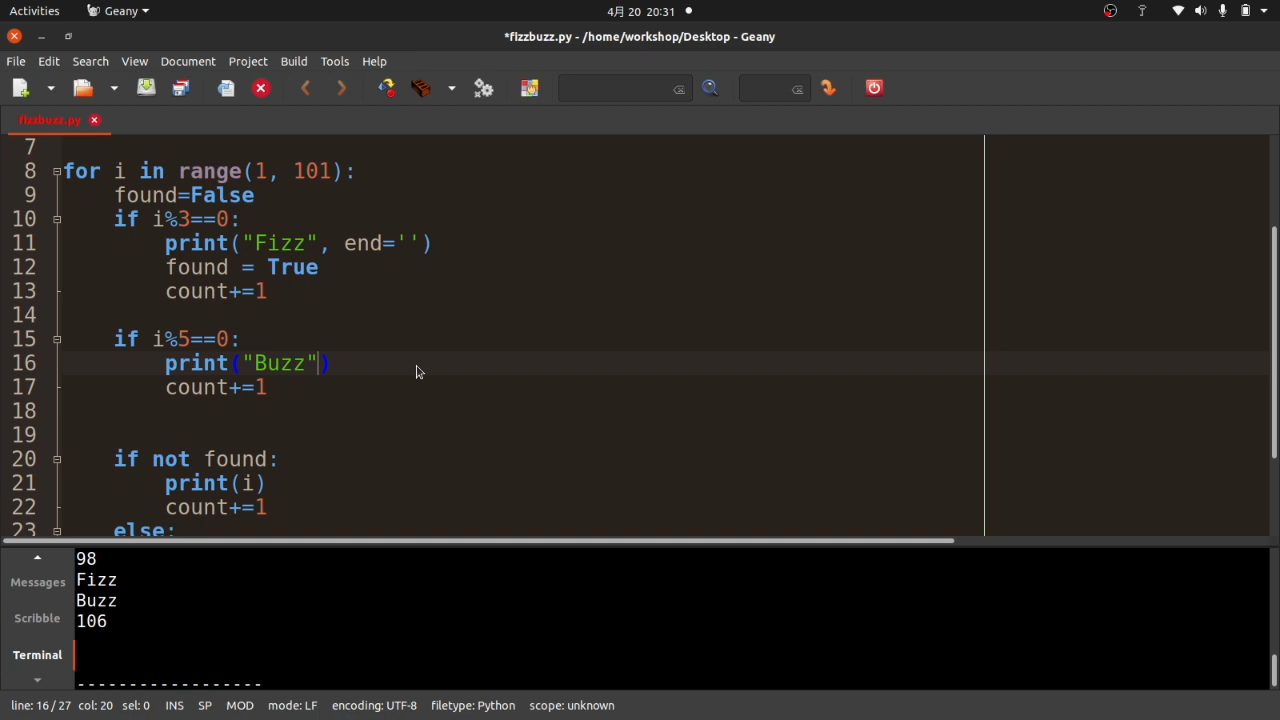 Activities Geany 4月 20 20:31
*fizzbuzz.py - /home/workshop/Desktop - Geany
File Edit Search View Document Project Build Tools Help
fizzbuzz.py
7
8 for i in range(1, 101):
9 found=False
10 if i%3==0:
11 print("Fizz", end='')
12 found = True
13 count+=1
14
15 if i%5==0:
16 print("Buzz")
17 count+=1
18
19
20 if not found:
21 print(i)
22 count+=1
23 else:
Messages
Scribble
Terminal
98
Fizz
Buzz
106
------------------
line: 16 / 27 col: 20 sel: 0 INS SP MOD mode: LF encoding: UTF-8 filetype: Python scope: unknown